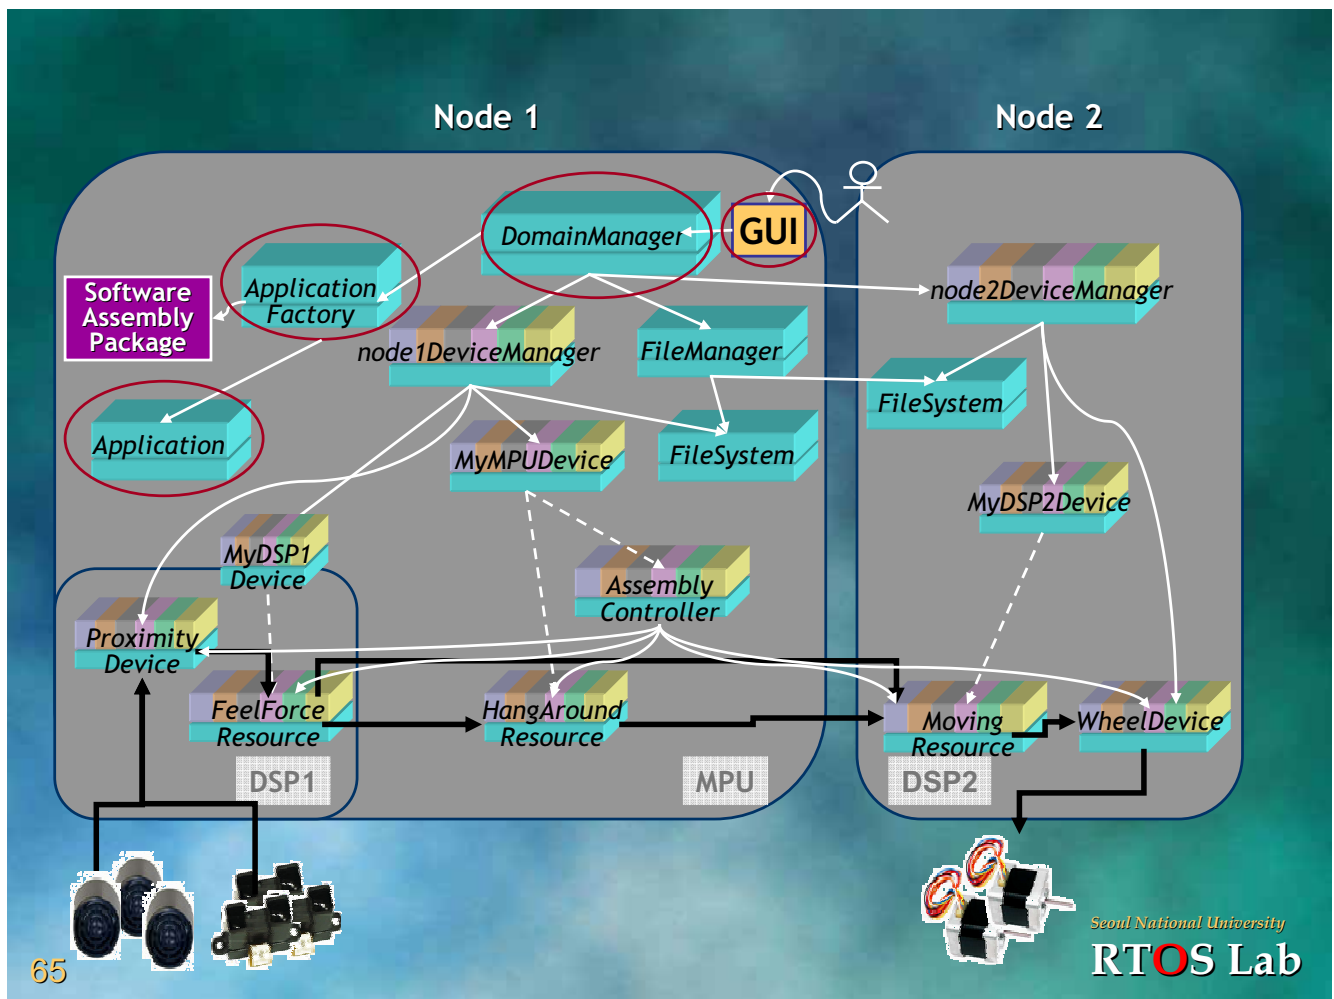 Node 1
Node 2
GUI
DomainManager
Application
Factory
Software
Assembly
Package
node2DeviceManager
node1DeviceManager
FileManager
FileSystem
Application
MyMPUDevice
FileSystem
MyDSP2Device
MyDSP1
Device
Assembly
Controller
Proximity
Device
FeelForce
Resource
HangAround
Resource
Moving
Resource
WheelDevice
DSP1
MPU
DSP2
Seoul National University
RTOS Lab
65